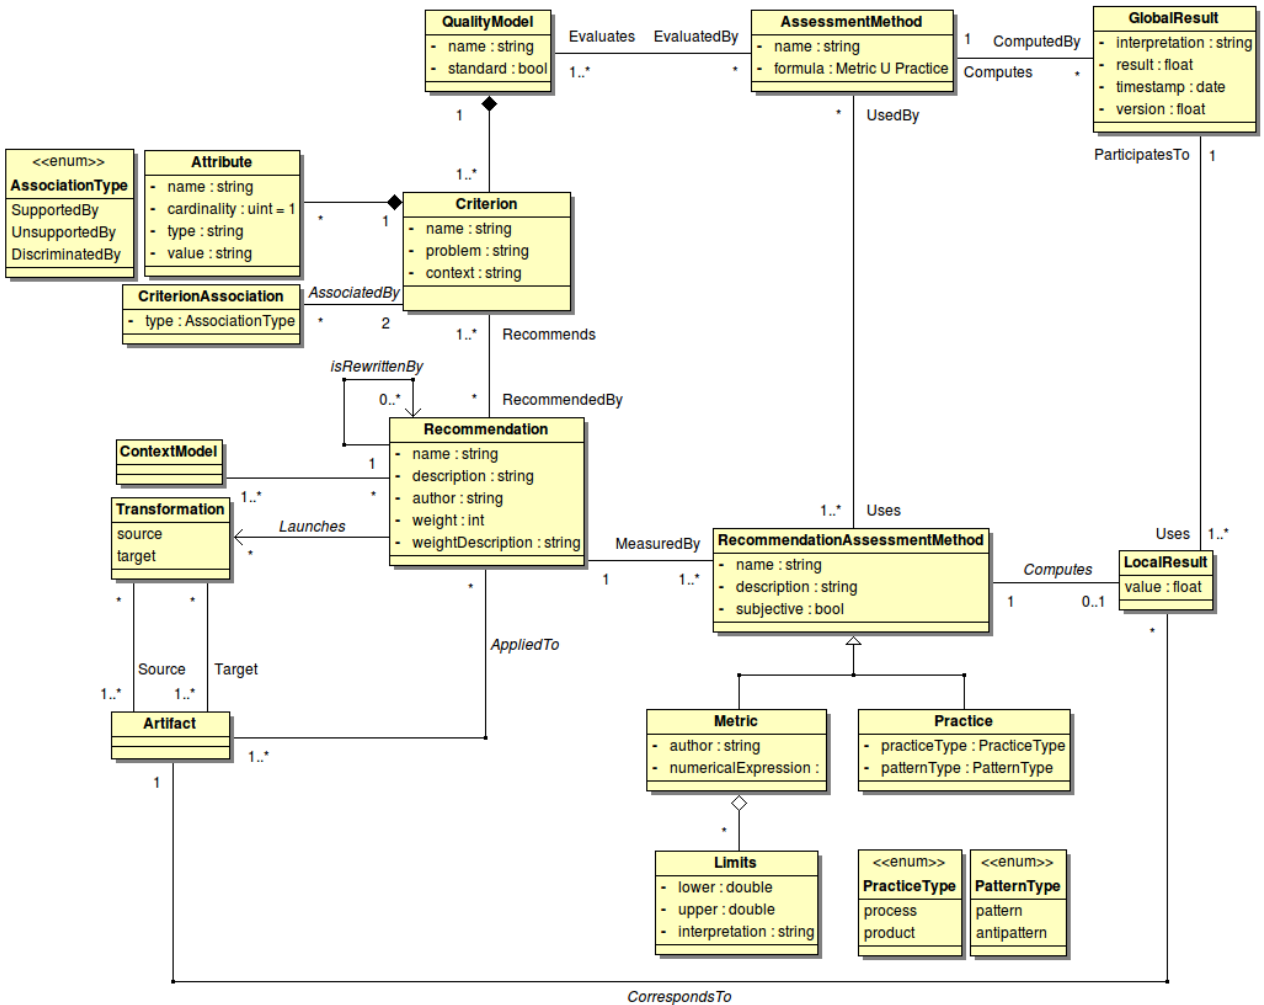 QualityModel
- name : string
- standard : bool
Evaluates
EvaluatedBy
1..*
*
AssessmentMethod
- name : string
- formula : Metric U Practice
1
ComputedBy
Computes
*
GlobalResult
- interpretation : string
- result : float
- timestamp : date
- version : float
1
1..*
*
UsedBy
ParticipatesTo
1
<<enum>>
AssociationType
SupportedBy
UnsupportedBy
DiscriminatedBy
Attribute
- name : string
- cardinality : uint = 1
- type : string
- value : string
*
1
Criterion
- name : string
- problem : string
- context : string
CriterionAssociation
- type : AssociationType
AssociatedBy
*
2
1..*
Recommends
isRewrittenBy
0..*
*
RecommendedBy
1
Recommendation
- name : string
- description : string
- author : string
- weight : int
- weightDescription : string
ContextModel
1..*
*
Transformation
source
target
Launches
*
1..*
Uses
Uses
1..*
MeasuredBy
1
1..*
RecommendationAssessmentMethod
- name : string
- description : string
- subjective : bool
Computes
1
0..1
LocalResult
value : float
*
*
*
*
AppliedTo
Source
Target
1..*
1..*
Artifact
1..*
1
Metric
- author : string
- numericalExpression :
Practice
- practiceType : PracticeType
- patternType : PatternType
*
Limits
- lower : double
- upper : double
- interpretation : string
<<enum>>
PracticeType
process
product
<<enum>>
PatternType
pattern
antipattern
CorrespondsTo